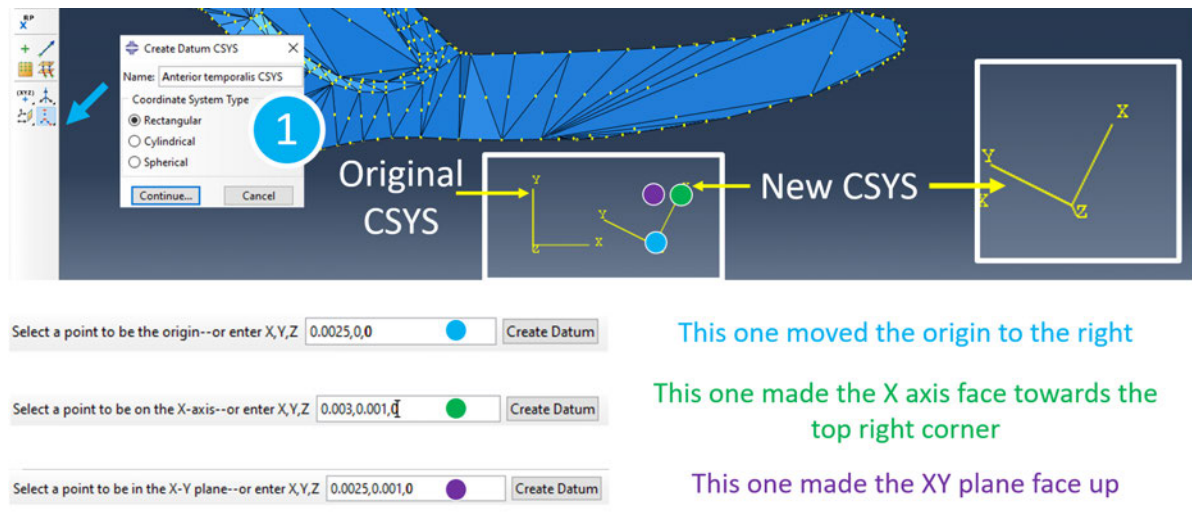 RP
X
(XYZ)
Create Datum CSYS
Name: Anterior temporalis CSYS
Coordinate System Type
Rectangular
Cylindrical
Spherical
Continue...
Cancel
1
Original
CSYS
Y
Z
X
Y
New CSYS
X
Y
X
Z
Select a point to be the origin--or enter X,Y,Z 0.0025,0,0 Create Datum
This one moved the origin to the right
Select a point to be on the X-axis--or enter X,Y,Z 0.003,0.001,0 Create Datum
This one made the X axis face towards the
top right corner
Select a point to be in the X-Y plane--or enter X,Y,Z 0.0025,0.001,0 Create Datum
This one made the XY plane face up